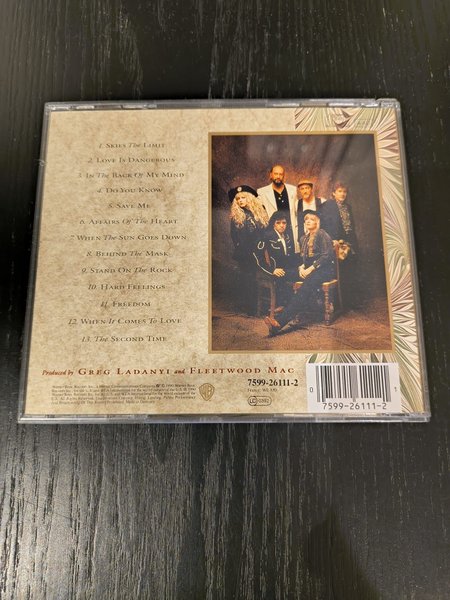 1. Skies The Limit
2. Love Is Dangerous
3. In The Back Of My Mind
4. Do You Know
5. Save Me
6. Affairs Of The Heart
7. When The Sun Goes Down
8. Behind The Mask
9. Stand On The Rock
10. Hard Feelings
11. Freedom
12. When It Comes To Love
13. The Second Time
Produced by Greg Ladanyi and Fleetwood Mac
7599-26111-2
0
7599-26111-2
1